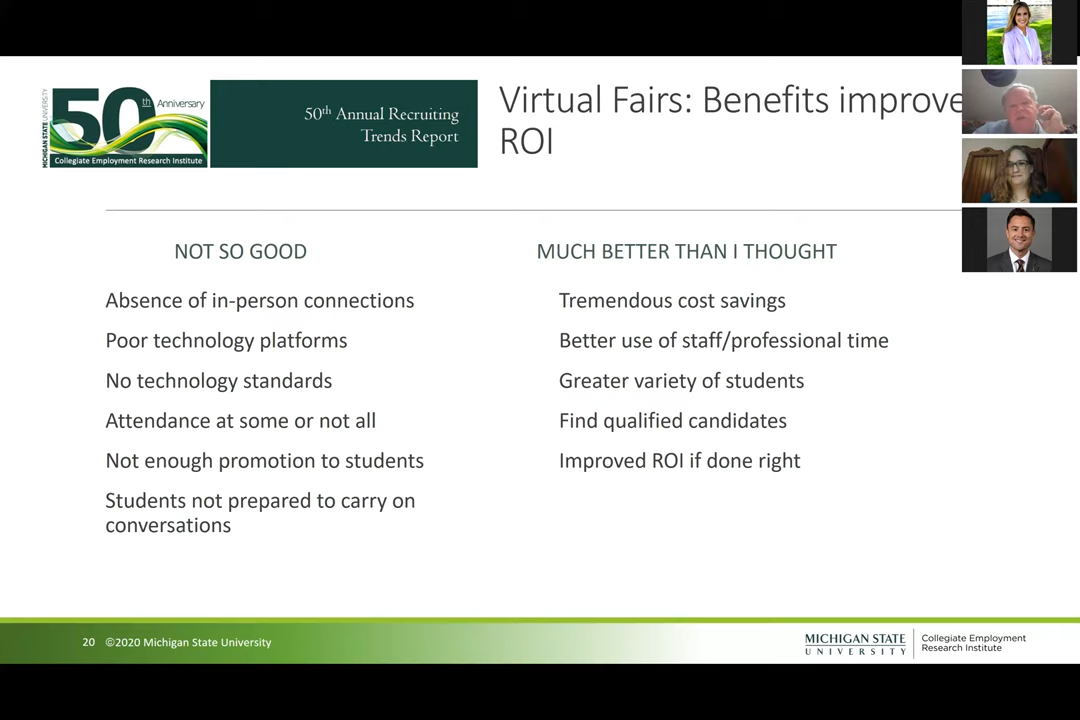 MICHIGAN STATE UNIVERSITY
50th Anniversary
Collegiate Employment Research Institute
50th Annual Recruiting
Trends Report
Virtual Fairs: Benefits improve
ROI
NOT SO GOOD
Absence of in-person connections
Poor technology platforms
No technology standards
Attendance at some or not all
Not enough promotion to students
Students not prepared to carry on
conversations
MUCH BETTER THAN I THOUGHT
Tremendous cost savings
Better use of staff/professional time
Greater variety of students
Find qualified candidates
Improved ROI if done right
20 ©2020 Michigan State University
MICHIGAN STATE
UNIVERSITY
Collegiate Employment
Research Institute